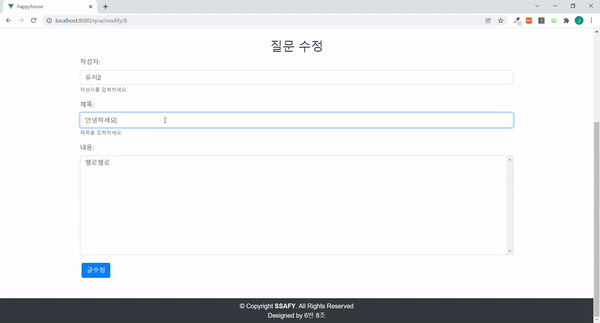 happyhouse
localhost:8080/qna/modify/8
질문 수정
작성자:
유저2
작성자를 입력하세요.
제목:
안녕하세요
제목을 입력하세요.
내용:
헬로헬로
글수정
© Copyright SSAFY. All Rights Reserved
Designed by 6반 8조